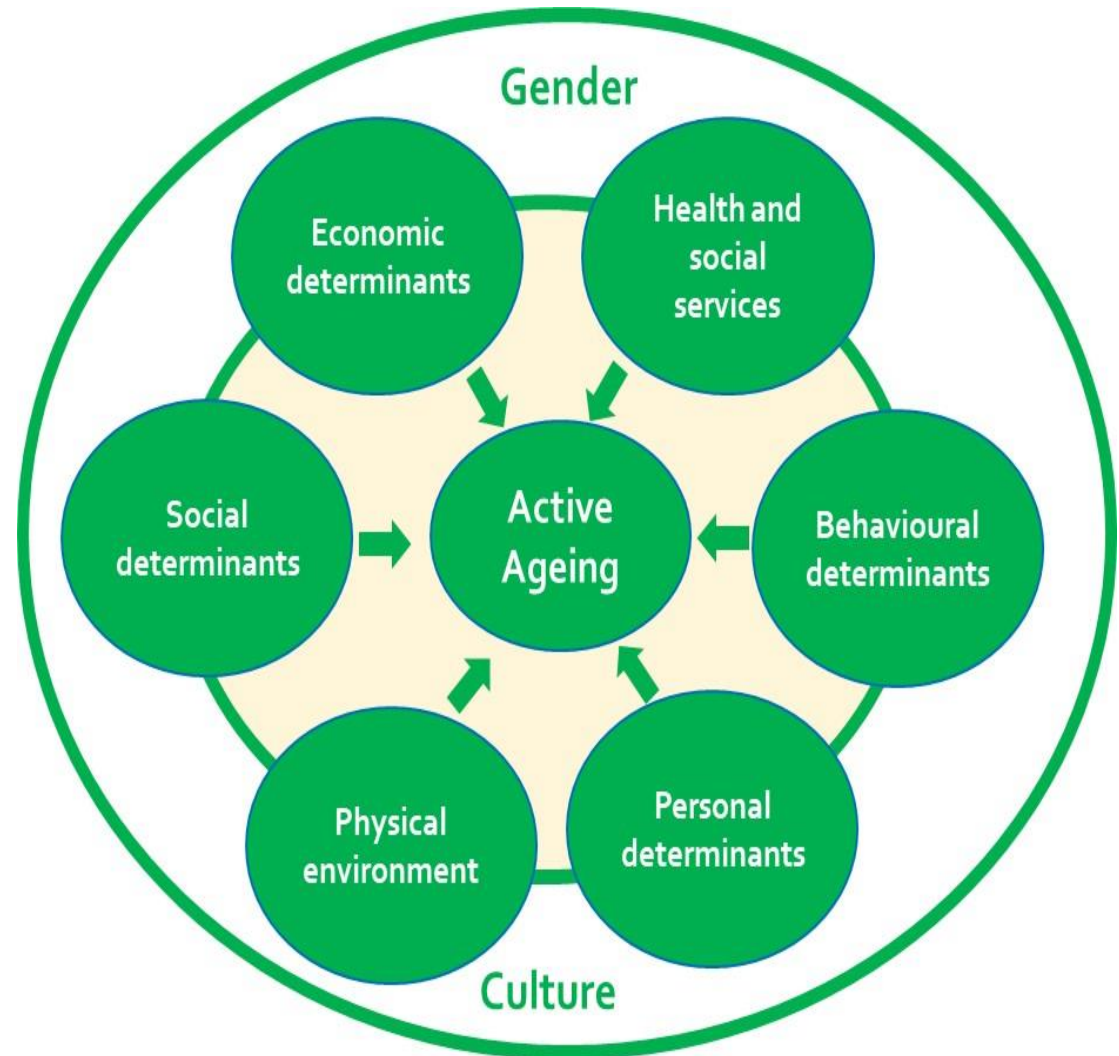 Gender
Economic
determinants
Health and
social
services
Social
determinants
Active
Ageing
Behavioural
determinants
Physical
environment
Personal
determinants
Culture